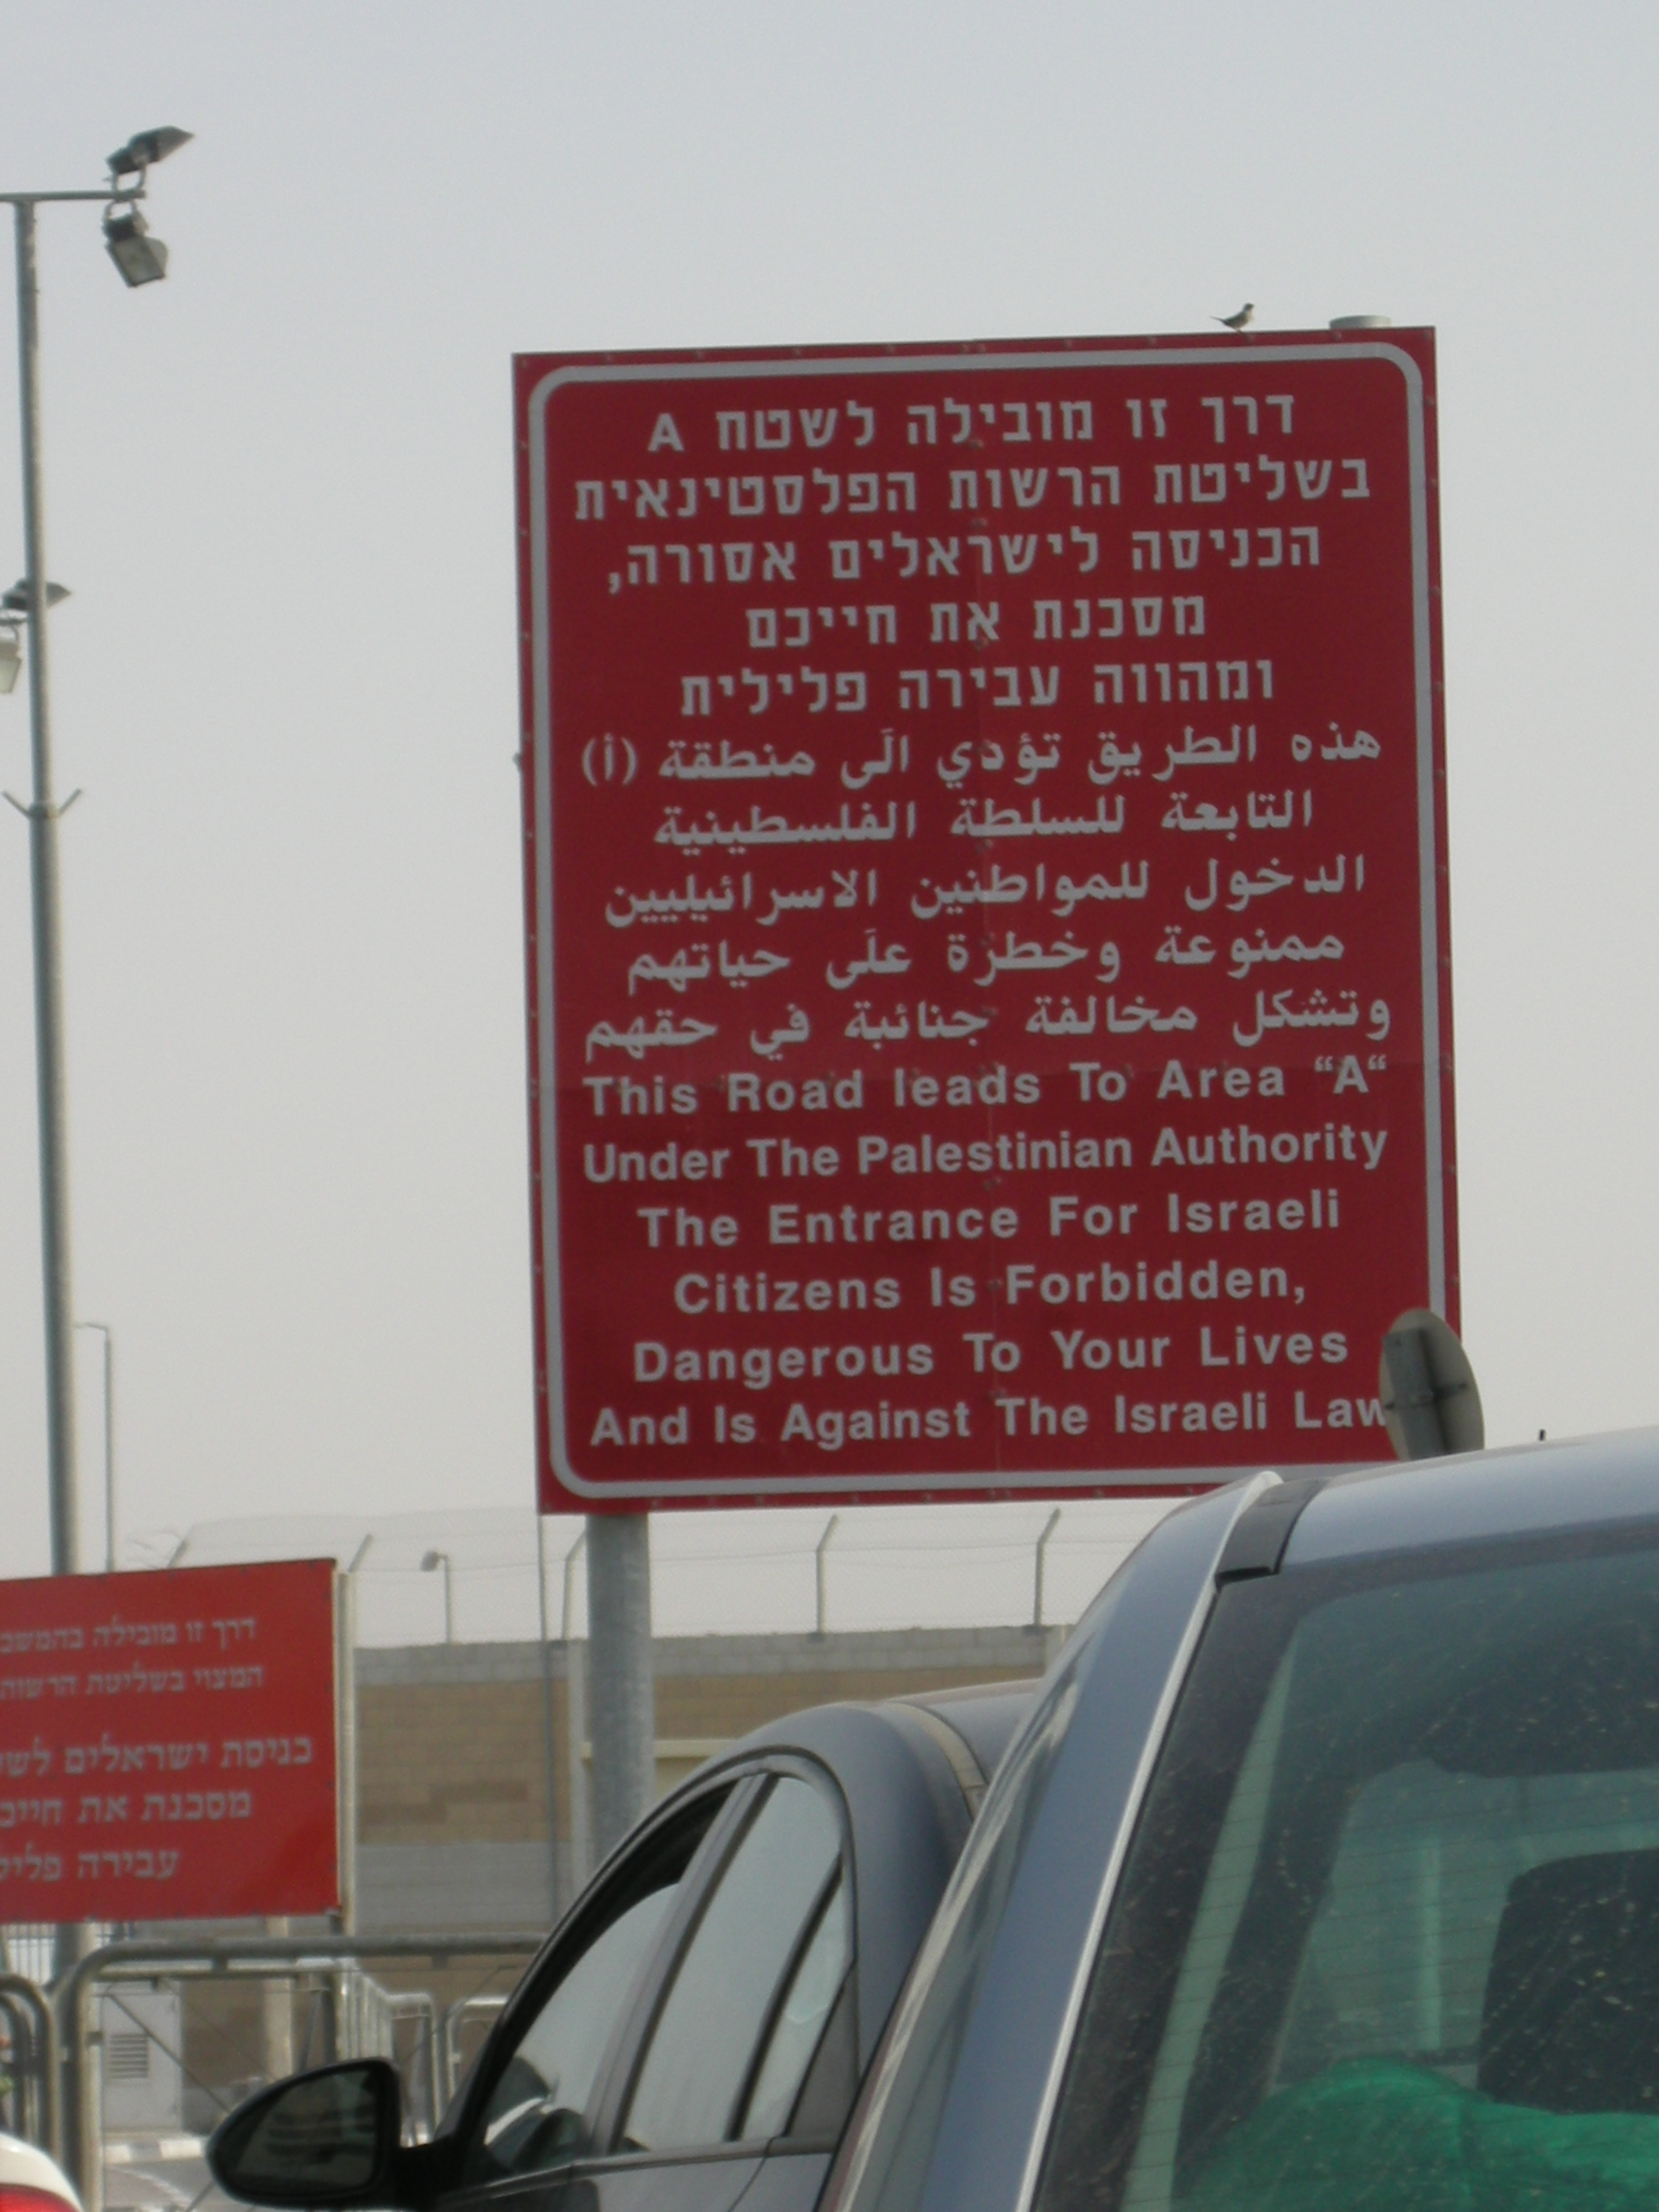 דרך זו מובילה לשטח A
בשליטת הרשות הפלסטינאית
הכניסה לישראלים אסורה,
מסכנת את חייכם
ומהווה עבירה פלילית
هذه الطريق تؤدي الَى منطقة (أ)
التابعة للسلطة الفلسطينية
الدخول للمواطنين الاسرائيليين
ممنوعة وخطرة علَى حياتهم
وتشكل مخالفة جنائية في حقهم
This Road leads To Area “A“
Under The Palestinian Authority
The Entrance For Israeli
Citizens Is Forbidden,
Dangerous To Your Lives
And Is Against The Israeli Law
דרך זו מובילה
המצוי בשליטת
כניסת ישראלים
מסכנת את
עבירה